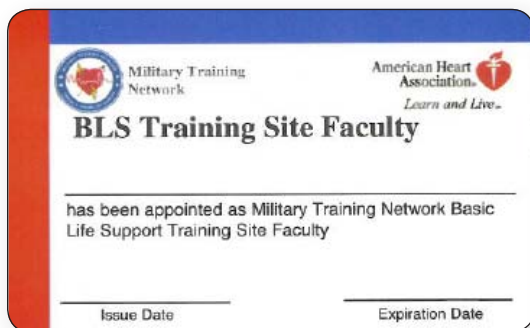 Military Training
Network
American Heart
Association®
Learn and Live℠
BLS Training Site Faculty
has been appointed as Military Training Network Basic
Life Support Training Site Faculty
Issue Date
Expiration Date